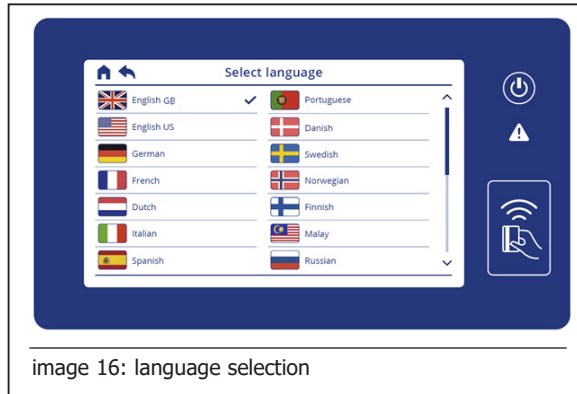 Select language
English GB
English US
German
French
Dutch
Italian
Spanish
Portuguese
Danish
Swedish
Norwegian
Finnish
Malay
Russian
image 16: language selection